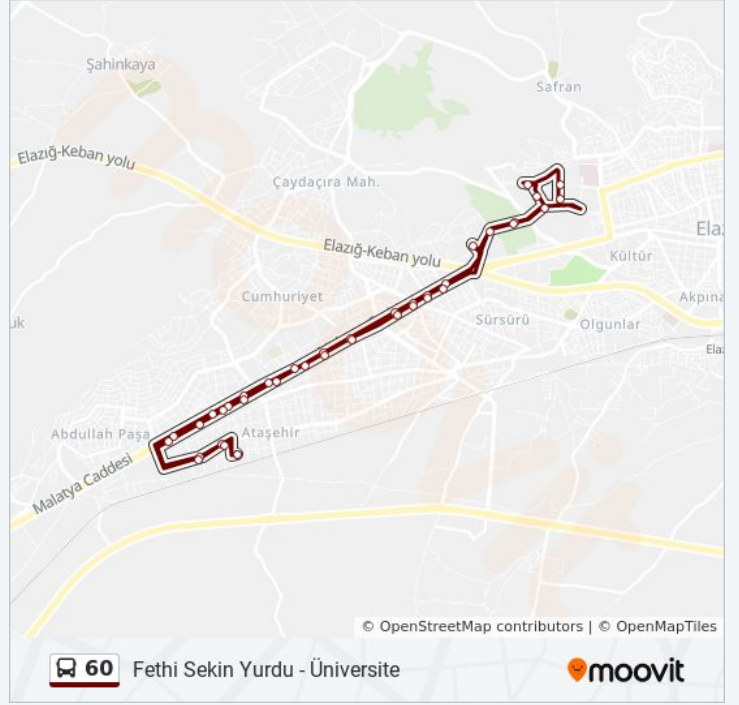 Şahinkaya
Safran
Elazığ-Keban yolu
Çaydaçıra Mah.
Elazığ-Keban yolu
Elaz
Kültür
Cumhuriyet
Akpına
uk
Sürsürü
Olgunlar
Elaz
Abdullah Paşa
Ataşehir
Malatya Caddesi
© OpenStreetMap contributors | © OpenMapTiles
60 Fethi Sekin Yurdu - Üniversite
moovit